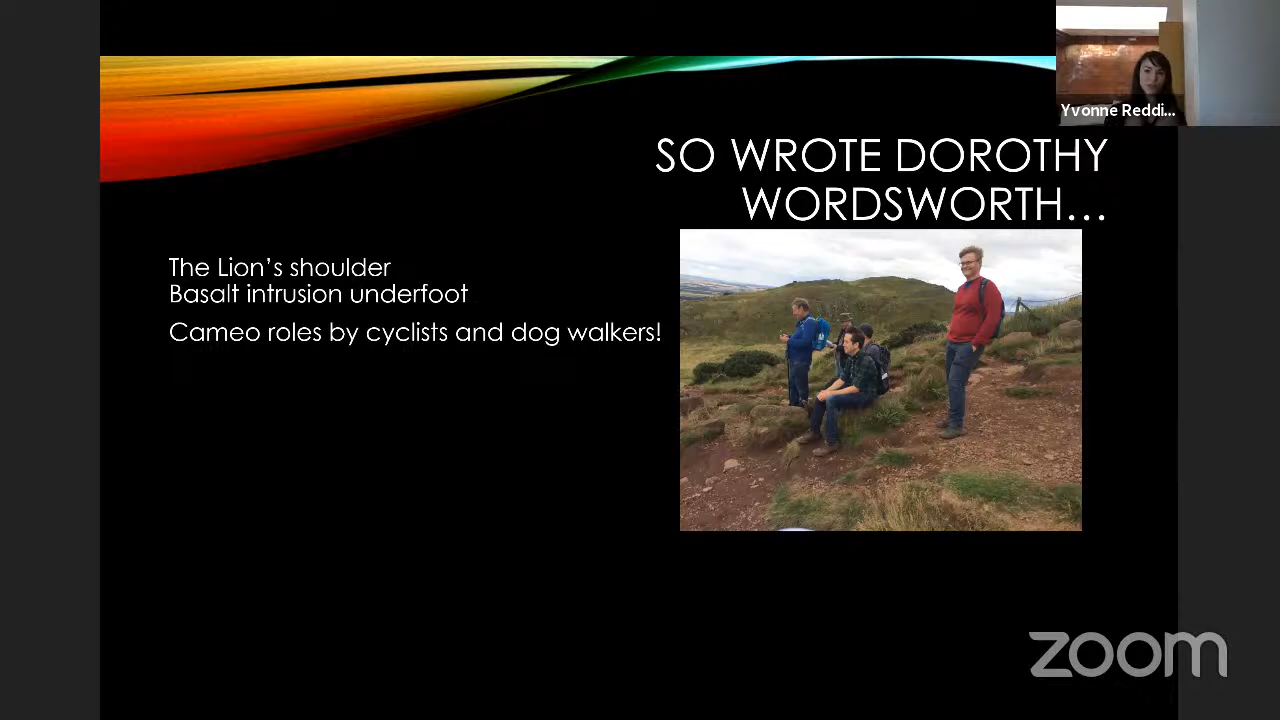 Yvonne Reddi...
SO WROTE DOROTHY
WORDSWORTH...
The Lion's shoulder
Basalt intrusion underfoot
Cameo roles by cyclists and dog walkers!
zoom